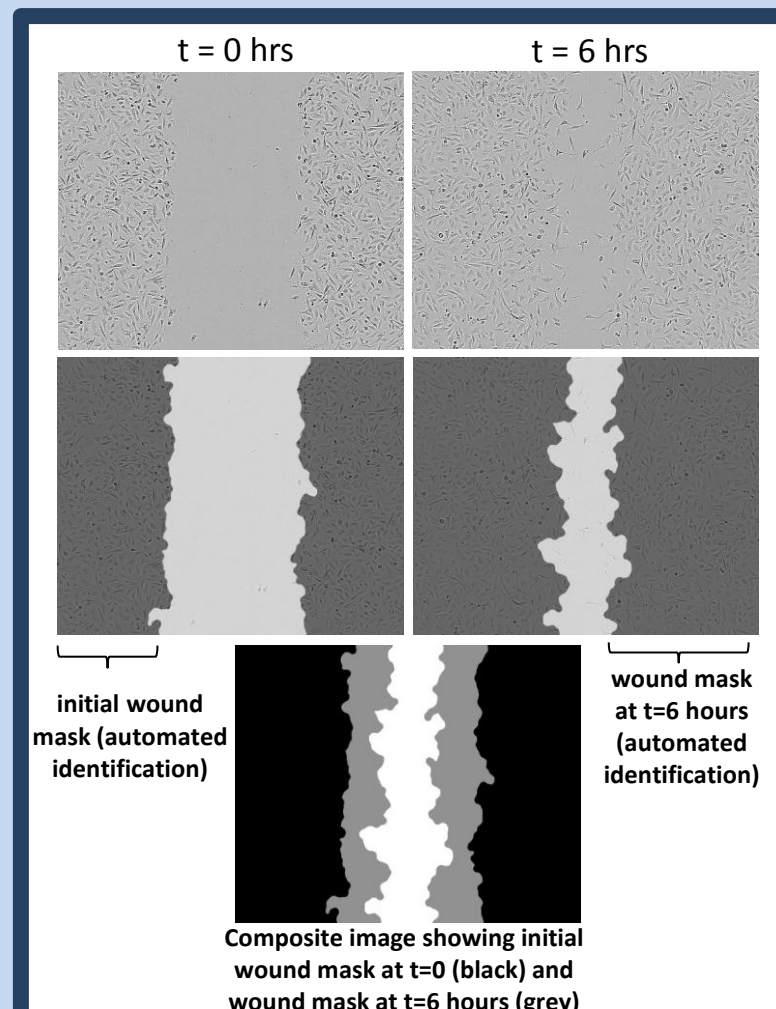 t = 0 hrs
t = 6 hrs
initial wound
mask (automated
identification)
wound mask
at t=6 hours
(automated
identification)
Composite image showing initial
wound mask at t=0 (black) and
wound mask at t=6 hours (grey)